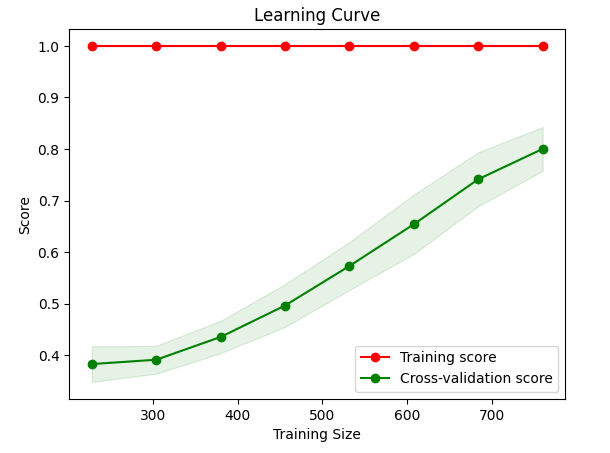 Learning Curve
1.0
0.9
0.8
0.7
0.6
0.5
0.4
Score
300 400 500 600 700
Training Size
Training score
Cross-validation score